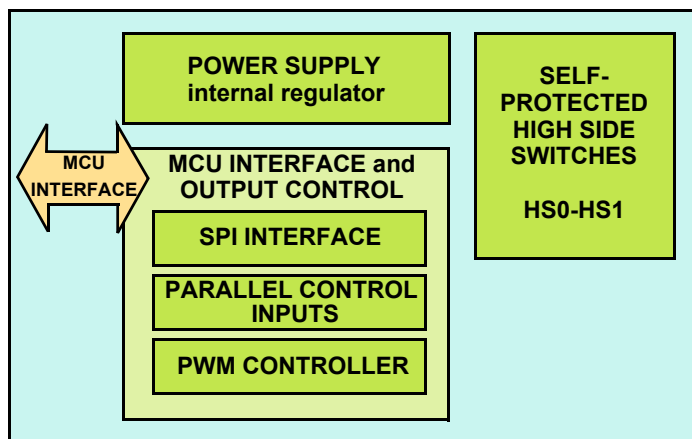 POWER SUPPLY
internal regulator
SELF-
PROTECTED
HIGH SIDE
SWITCHES
HS0-HS1
MCU
INTERFACE
MCU INTERFACE and
OUTPUT CONTROL
SPI INTERFACE
PARALLEL CONTROL
INPUTS
PWM CONTROLLER